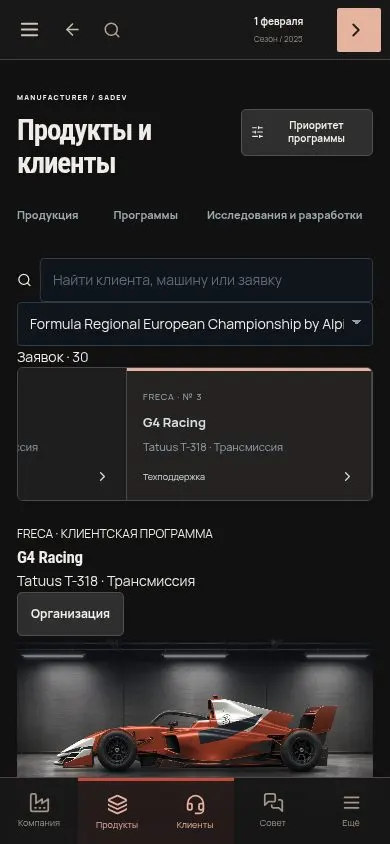 1 февраля
Сезон / 2025
MANUFACTURER / SADEV
Продукты и
клиенты
Приоритет
программы
Продукция
Программы
Исследования и разработки
Найти клиента, машину или заявку
Formula Regional European Championship by Alpi
Заявок · 30
ссия
FRECA · № 3
G4 Racing
Tatuus T-318 · Трансмиссия
Техподдержка
FRECA · КЛИЕНТСКАЯ ПРОГРАММА
G4 Racing
Tatuus T-318 · Трансмиссия
Организация
Компания
Продукты
Клиенты
Совет
Ещё